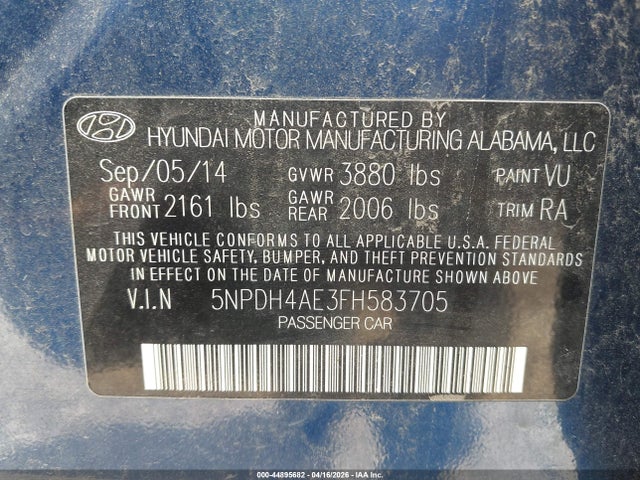 MANUFACTURED BY
HYUNDAI MOTOR MANUFACTURING ALABAMA, LLC
Sep/05/14 GVWR 3880 lbs PAINT VU
GAWR FRONT 2161 lbs GAWR REAR 2006 lbs TRIM RA
THIS VEHICLE CONFORMS TO ALL APPLICABLE U.S.A. FEDERAL
MOTOR VEHICLE SAFETY, BUMPER, AND THEFT PREVENTION STANDARDS
IN EFFECT ON THE DATE OF MANUFACTURE SHOWN ABOVE.
V.I.N 5NPDH4AE3FH583705
PASSENGER CAR
000-44895682 - 04/16/2026 - IAA Inc.